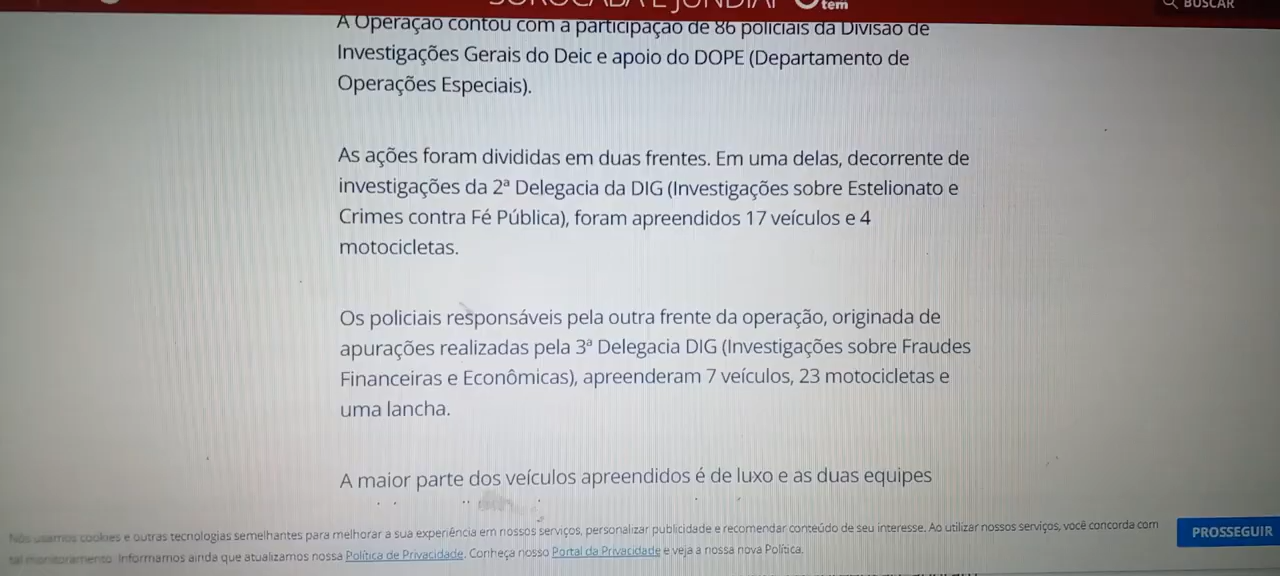 SOROCABA E JUNDIAÍ
tem
BUSCAR
A Operação contou com a participação de 86 policiais da Divisão de
Investigações Gerais do Deic e apoio do DOPE (Departamento de
Operações Especiais).
As ações foram divididas em duas frentes. Em uma delas, decorrente de
investigações da 2ª Delegacia da DIG (Investigações sobre Estelionato e
Crimes contra Fé Pública), foram apreendidos 17 veículos e 4
motocicletas.
Os policiais responsáveis pela outra frente da operação, originada de
apurações realizadas pela 3ª Delegacia DIG (Investigações sobre Fraudes
Financeiras e Econômicas), apreenderam 7 veículos, 23 motocicletas e
uma lancha.
A maior parte dos veículos apreendidos é de luxo e as duas equipes
Nós usamos cookies e outras tecnologias semelhantes para melhorar a sua experiência em nossos serviços, personalizar publicidade e recomendar conteúdo de seu interesse. Ao utilizar nossos serviços, você concorda com
tal monitoramento. Informamos ainda que atualizamos nossa Política de Privacidade. Conheça nosso Portal da Privacidade e veja a nossa nova Política.
PROSSEGUIR